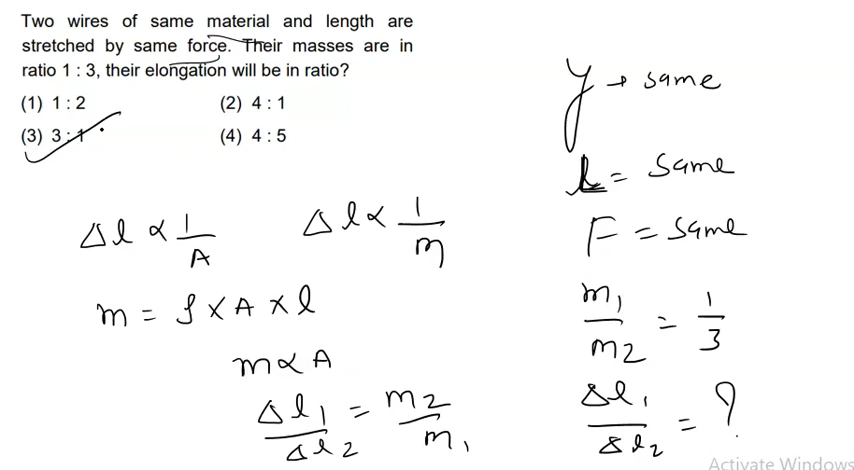 Two wires of same material and length are
stretched by same force. Their masses are in
ratio 1 : 3, their elongation will be in ratio?
(1) 1 : 2
(2) 4 : 1
(3) 3 : 1
(4) 4 : 5
Δl ∝ 1/A
Δl ∝ 1/m
m = ρ × A × l
m ∝ A
Δl₁/Δl₂ = m₂/m₁
y → same
L = same
F = same
m₁/m₂ = 1/3
Δl₁/Δl₂ = ?
Activate Windows